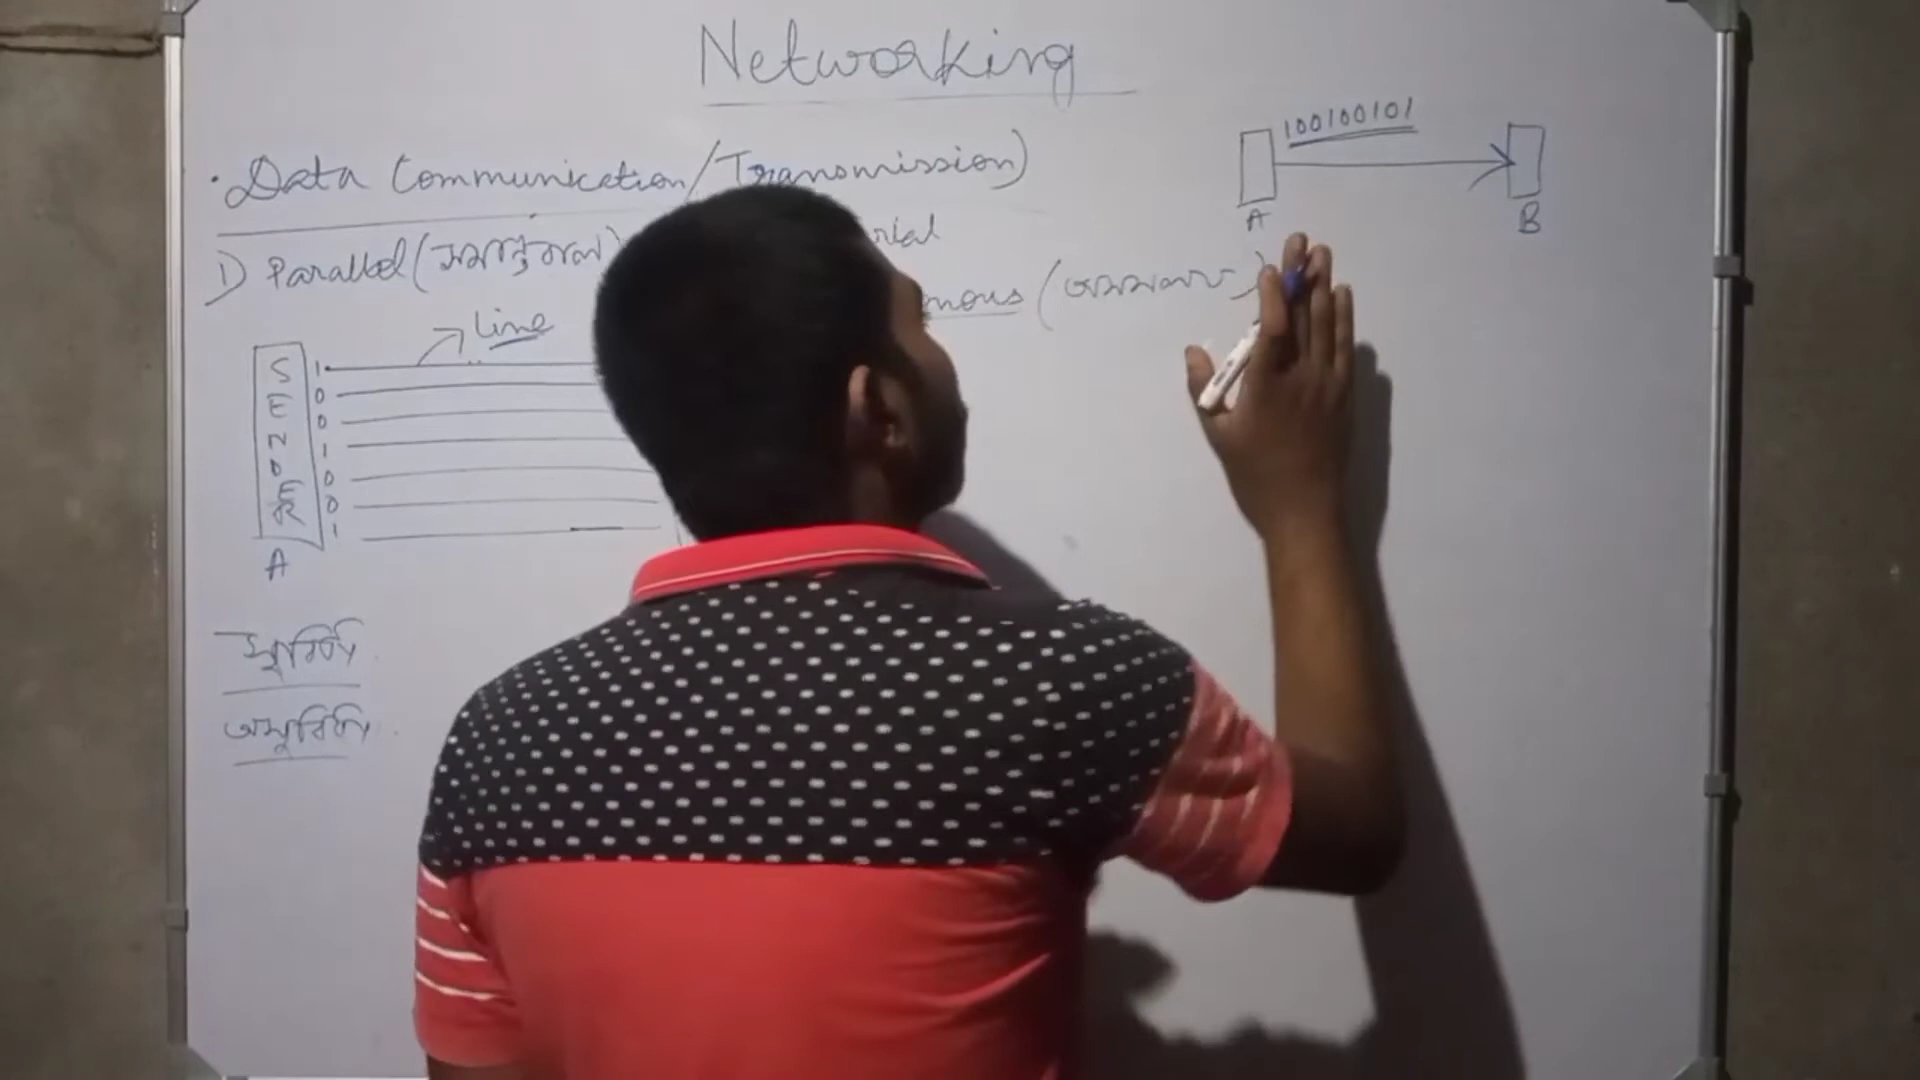 Networking
100100101
A
B
• Data Communication/Transmission)
1) Parallel (সমান্তরাল)
rial
nous (অসমলয়)
Line
S 1
E 0
N 0
D 1
E 0
R 0
1
A
সুবিধা
অসুবিধা